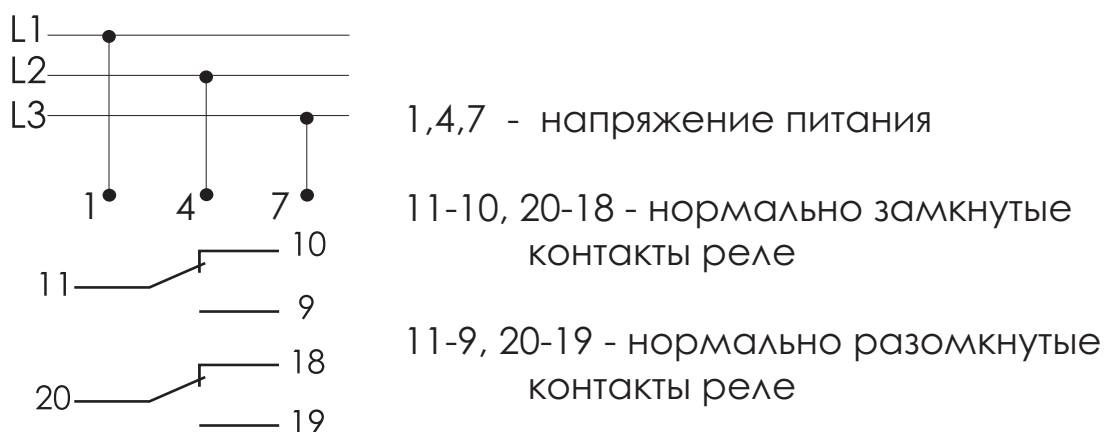 L1
L2
L3
1 4 7
10
11
9
18
20
19
1,4,7 - напряжение питания
11-10, 20-18 - нормально замкнутые
контакты реле
11-9, 20-19 - нормально разомкнутые
контакты реле